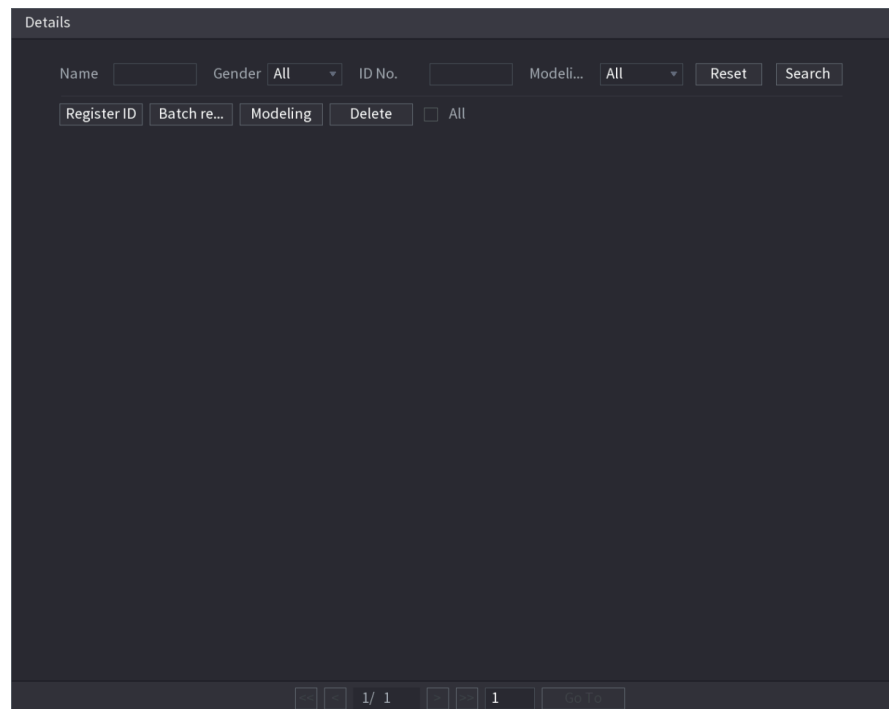 Details
Name Gender All ID No. Modeli... All Reset Search
Register ID Batch re... Modeling Delete All
<< < 1/ 1 > >> 1 Go To